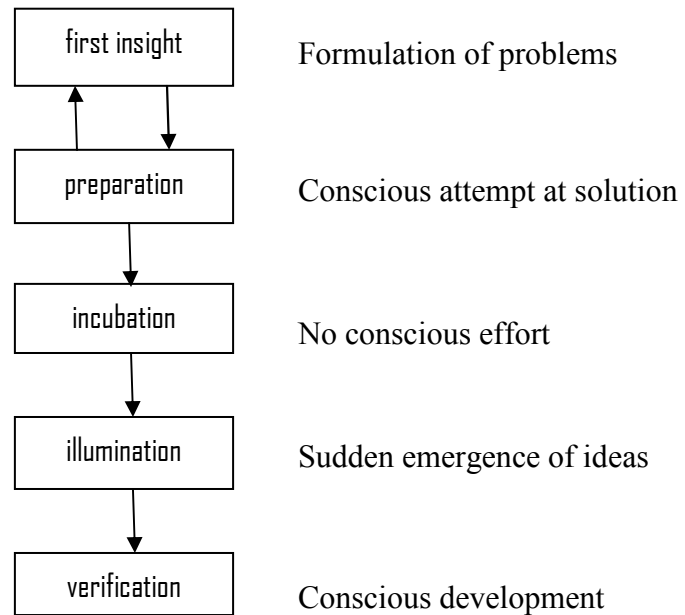 first insight
Formulation of problems
preparation
Conscious attempt at solution
incubation
No conscious effort
illumination
Sudden emergence of ideas
verification
Conscious development